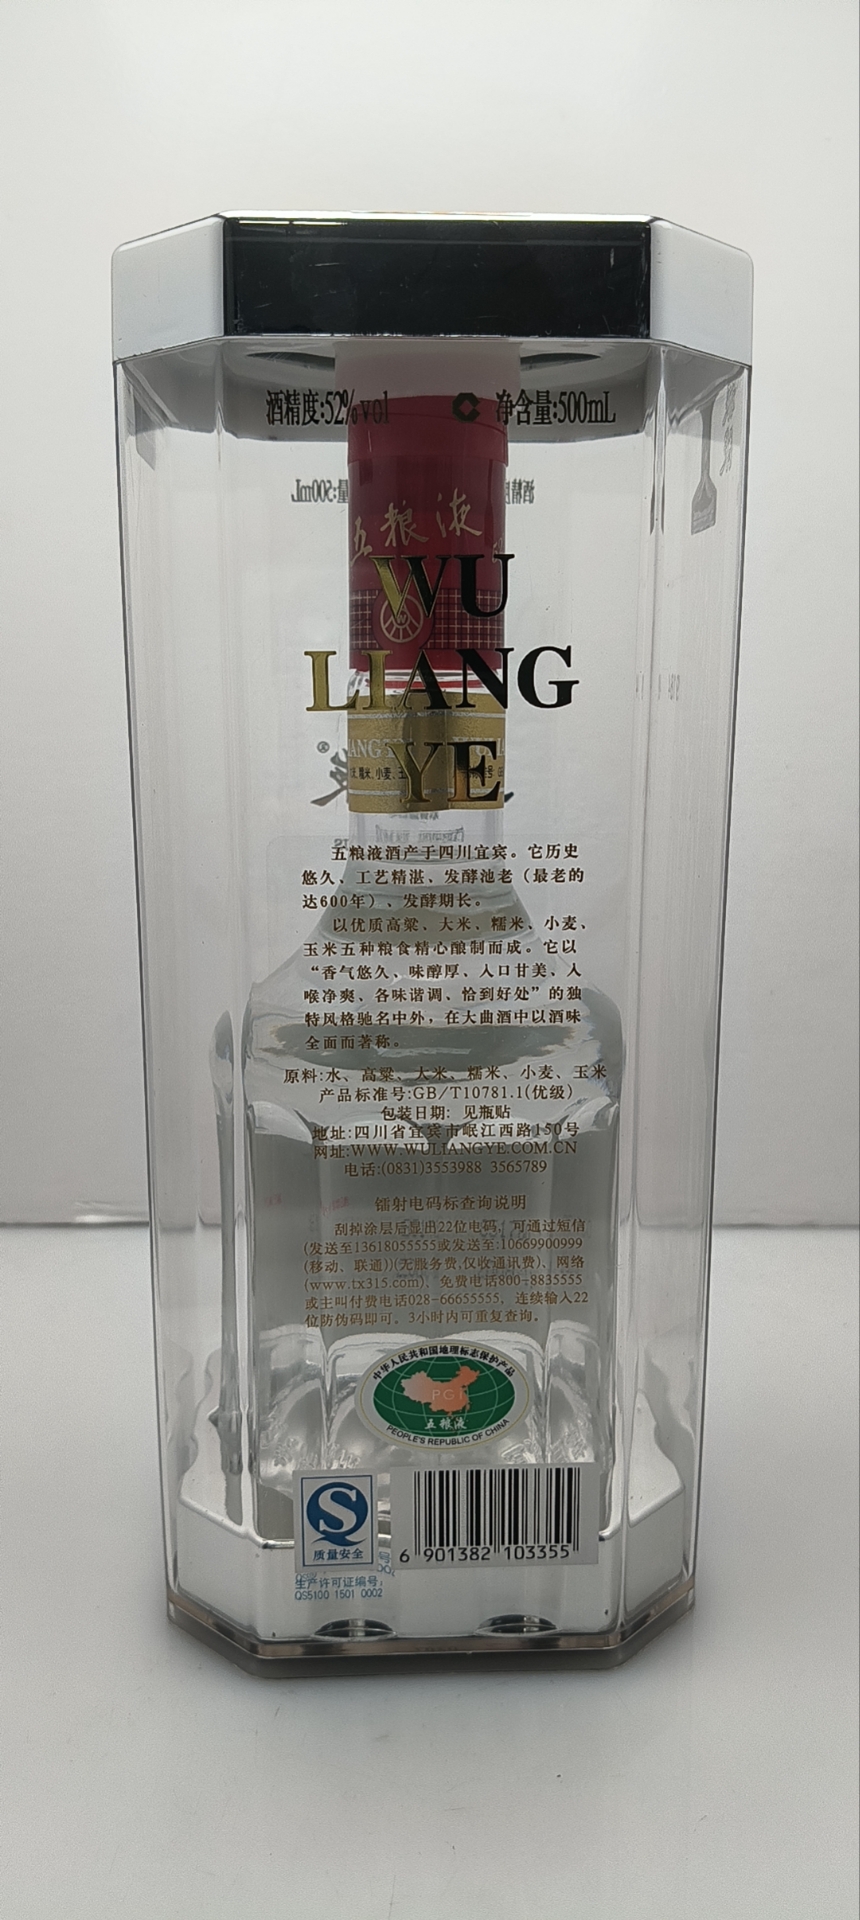 酒精度:52%vol 净含量:500mL
五粮液
WU
LIANG
YE
五粮液酒产于四川宜宾。它历史
悠久、工艺精湛、发酵池老（最老的
达600年）、发酵期长。
以优质高粱、大米、糯米、小麦、
玉米五种粮食精心酿制而成。它以
“香气悠久、味醇厚、入口甘美、入
喉净爽、各味谐调、恰到好处”的独
特风格驰名中外，在大曲酒中以酒味
全面而著称。
原料:水、高粱、大米、糯米、小麦、玉米
产品标准号:GB/T10781.1(优级)
包装日期: 见瓶贴
地址:四川省宜宾市岷江西路150号
网址:WWW.WULIANGYE.COM.CN
电话:(0831)3553988 3565789
镭射电码标查询说明
刮掉涂层后显出22位电码，可通过短信
(发送至13618055555或发送至:10669900999
(移动、联通))(无服务费,仅收通讯费)、网络
(www.tx315.com)、免费电话800-8835555
或主叫付费电话028-66655555，连续输入22
位防伪码即可。3小时内可重复查询。
中华人民共和国地理标志保护产品
PGI
五粮液
PEOPLE'S REPUBLIC OF CHINA
质量安全
生产许可证编号:
QS5100 1501 0002
6 901382 103355